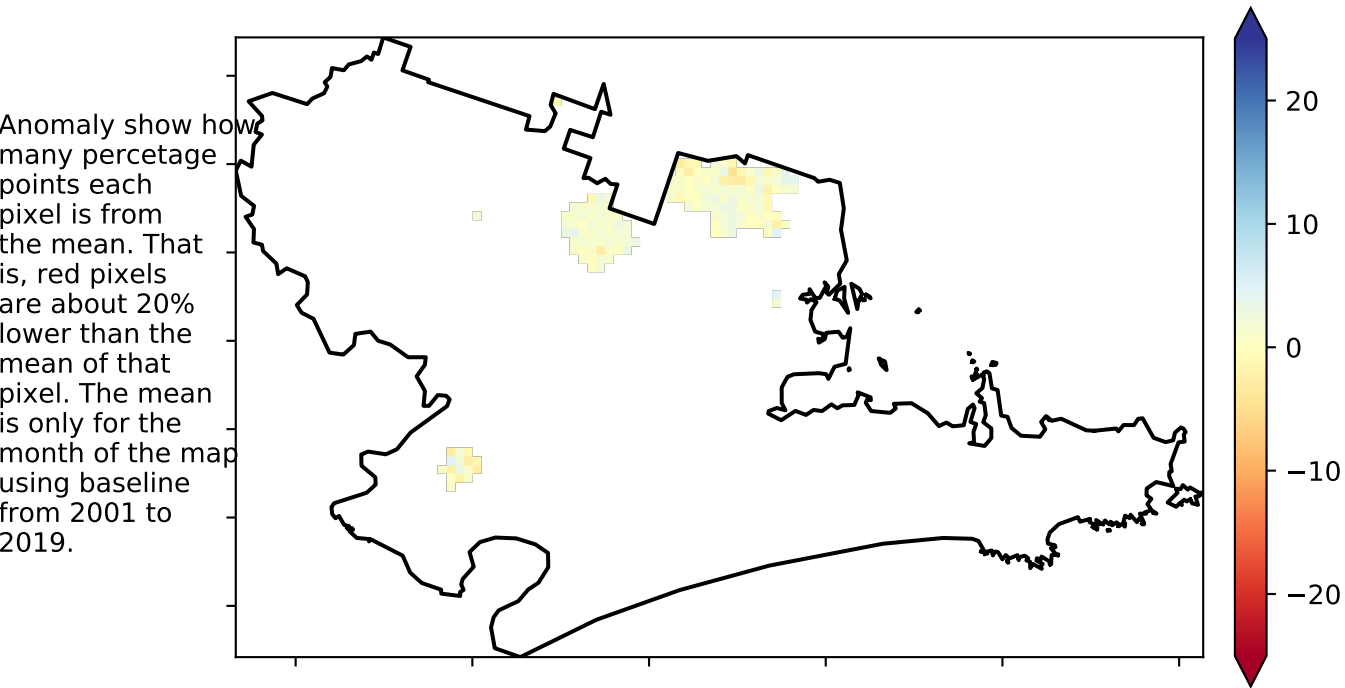 Anomaly show how
many percetage
points each
pixel is from
the mean. That
is, red pixels
are about 20%
lower than the
mean of that
pixel. The mean
is only for the
month of the map
using baseline
from 2001 to
2019.
20
10
0
−10
−20